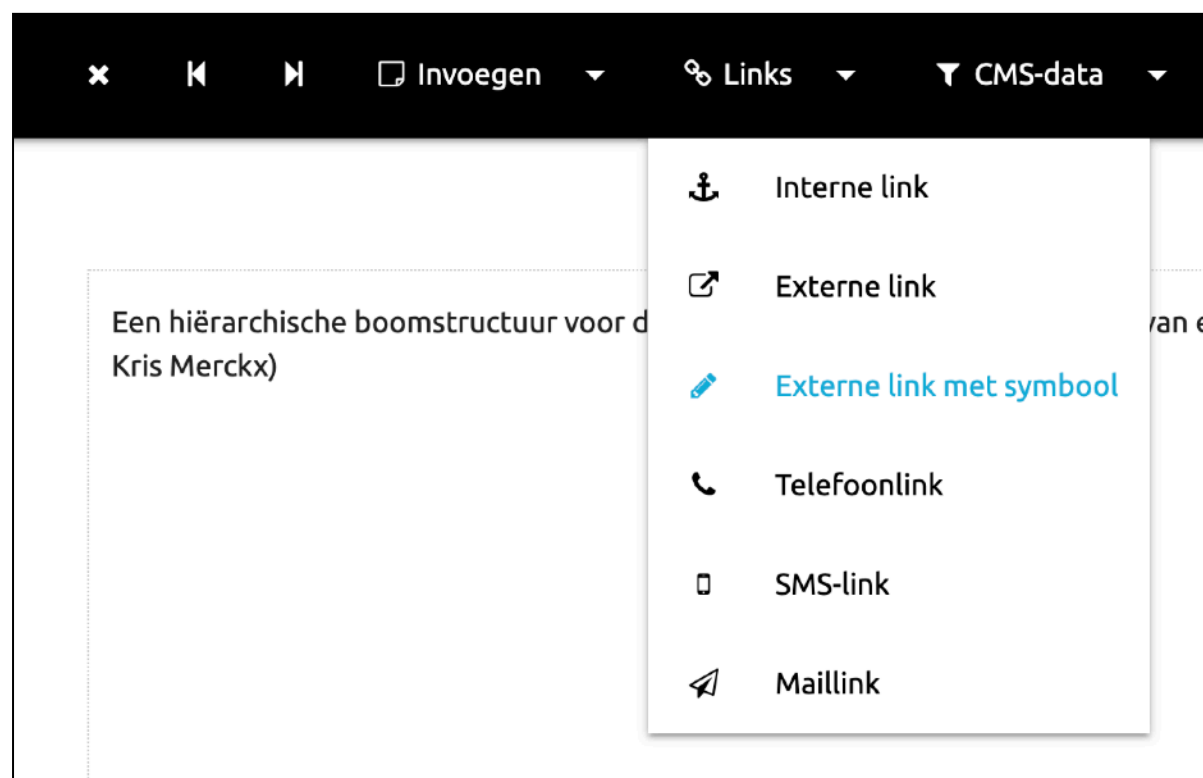 Invoegen Links CMS-data
Interne link
Externe link
Een hiërarchische boomstructuur voor van
Kris Merckx)
Externe link met symbool
Telefoonlink
SMS-link
Maillink